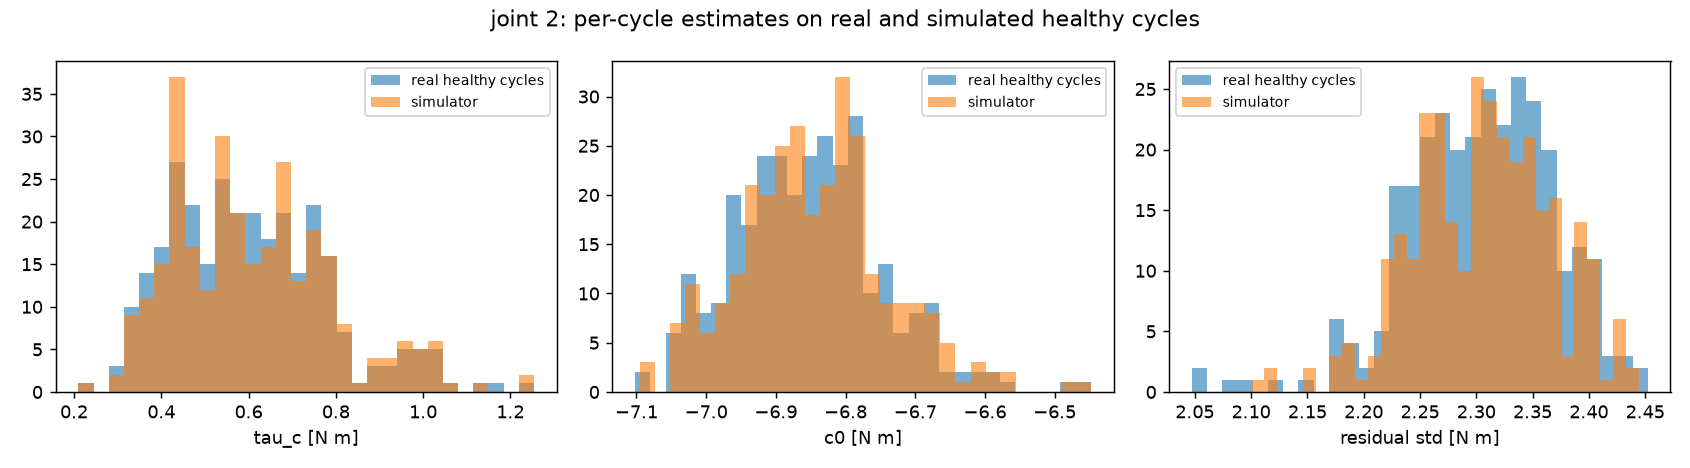 joint 2: per-cycle estimates on real and simulated healthy cycles
real healthy cycles
simulator
35
30
25
20
15
10
5
0
0.2 0.4 0.6 0.8 1.0 1.2
tau_c [N m]
real healthy cycles
simulator
30
25
20
15
10
5
0
−7.1 −7.0 −6.9 −6.8 −6.7 −6.6 −6.5
c0 [N m]
real healthy cycles
simulator
25
20
15
10
5
0
2.05 2.10 2.15 2.20 2.25 2.30 2.35 2.40 2.45
residual std [N m]